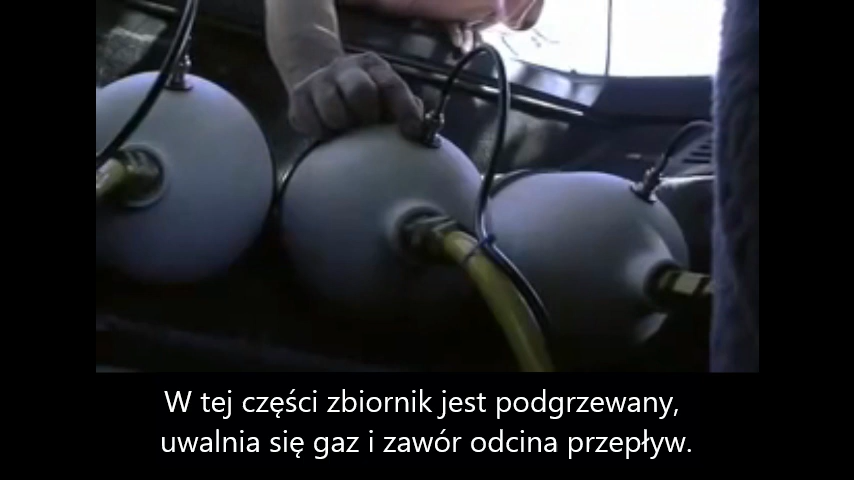 W tej części zbiornik jest podgrzewany,
uwalnia się gaz i zawór odcina przepływ.